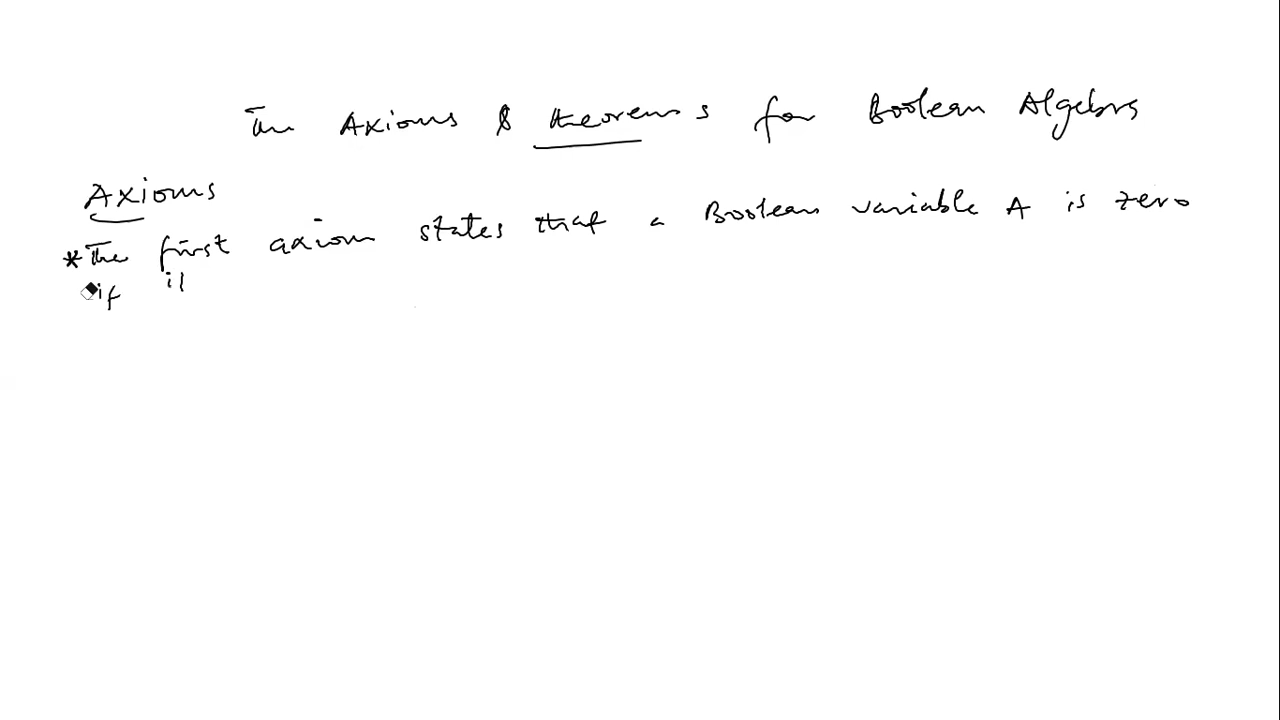 The Axioms & theorems for Boolean Algebra
Axioms
* The first axiom states that a Boolean variable A is zero
if